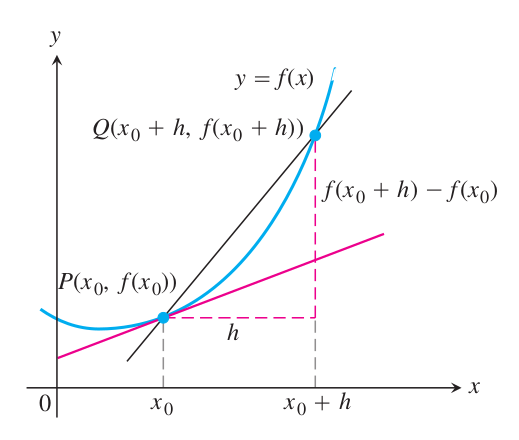 y
y = f(x)
Q(x₀ + h, f(x₀ + h))
f(x₀ + h) − f(x₀)
P(x₀, f(x₀))
h
x
0
x₀
x₀ + h